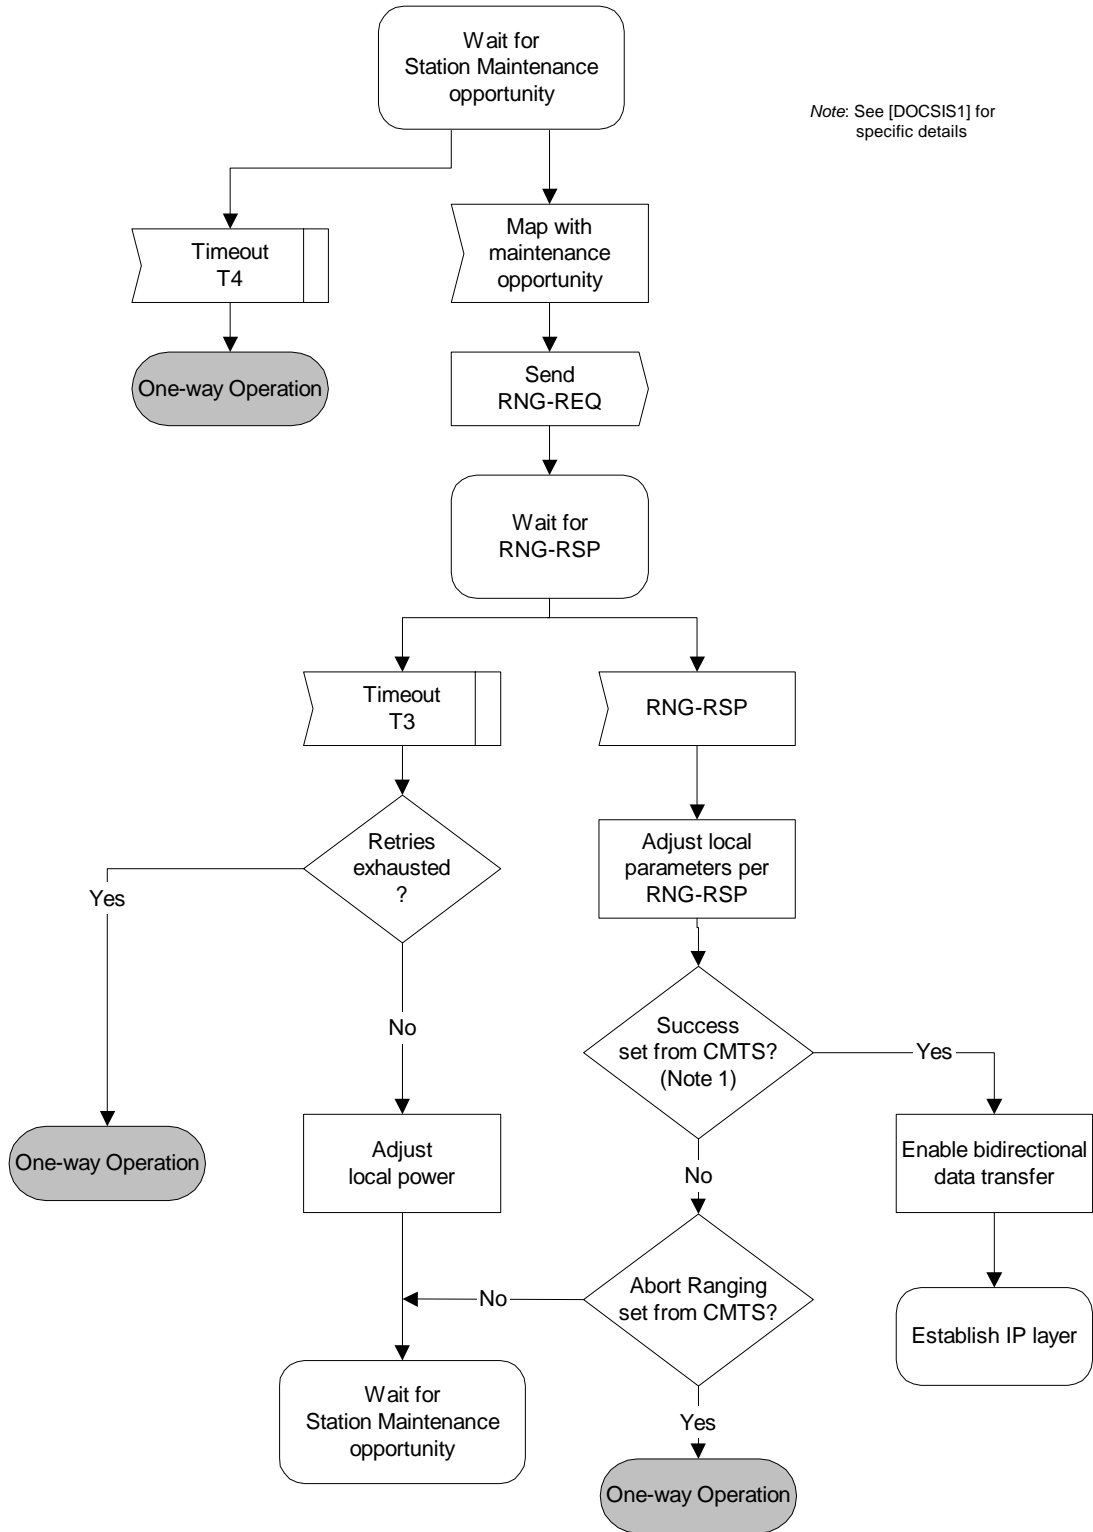 Wait for
Station Maintenance
opportunity
Note: See [DOCSIS1] for
specific details
Timeout
T4
Map with
maintenance
opportunity
One-way Operation
Send
RNG-REQ
Wait for
RNG-RSP
Timeout
T3
RNG-RSP
Retries
exhausted
?
Adjust local
parameters per
RNG-RSP
Yes
No
Success
set from CMTS?
(Note 1)
Yes
One-way Operation
Adjust
local power
No
Enable bidirectional
data transfer
No
Abort Ranging
set from CMTS?
Establish IP layer
Wait for
Station Maintenance
opportunity
Yes
One-way Operation